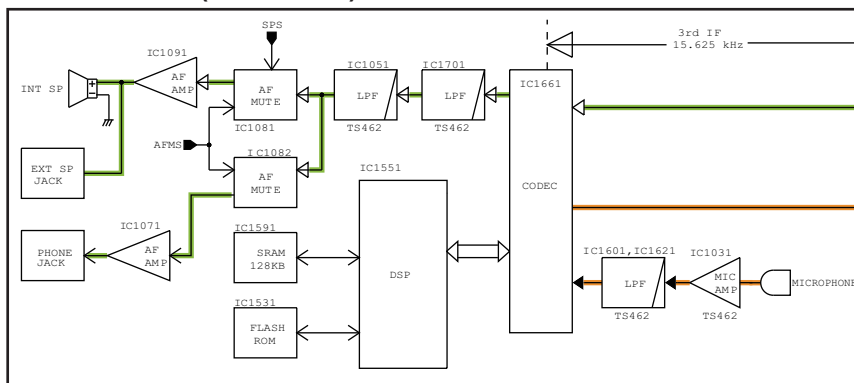 SPS
3rd IF
15.625 kHz
IC1091
IC1051
IC1701
IC1661
INT SP
+
-
AF
AMP
AF
MUTE
LPF
LPF
IC1081
TS462
TS462
AFMS
IC1082
EXT SP
JACK
AF
MUTE
IC1551
CODEC
IC1071
PHONE
JACK
AF
AMP
IC1591
SRAM
128KB
DSP
IC1601,IC1621
IC1031
LPF
MIC
AMP
MICROPHONE
TS462
TS462
IC1531
FLASH
ROM